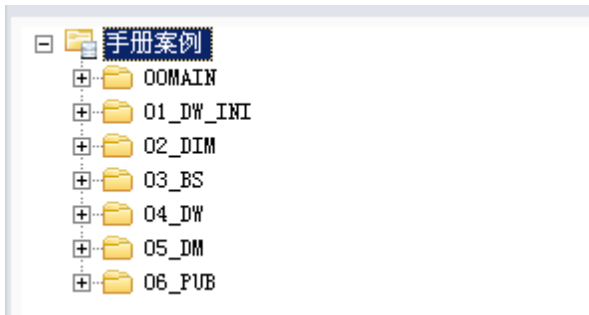 手册案例
00MAIN
01_DW_INI
02_DIM
03_BS
04_DW
05_DM
06_PUB